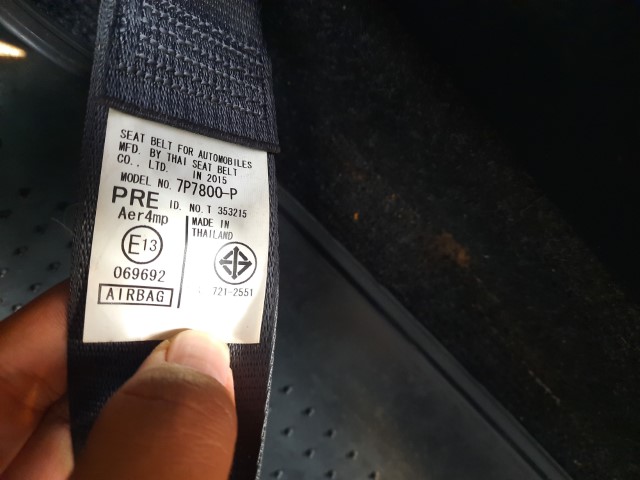 SEAT BELT FOR AUTOMOBILES
MFD. BY THAI SEAT BELT
CO., LTD. IN 2015
MODEL NO. 7P7800-P
PRE ID. NO. T 353215
Aer4mp
MADE IN
THAILAND
E13
069692
AIRBAG
721-2551